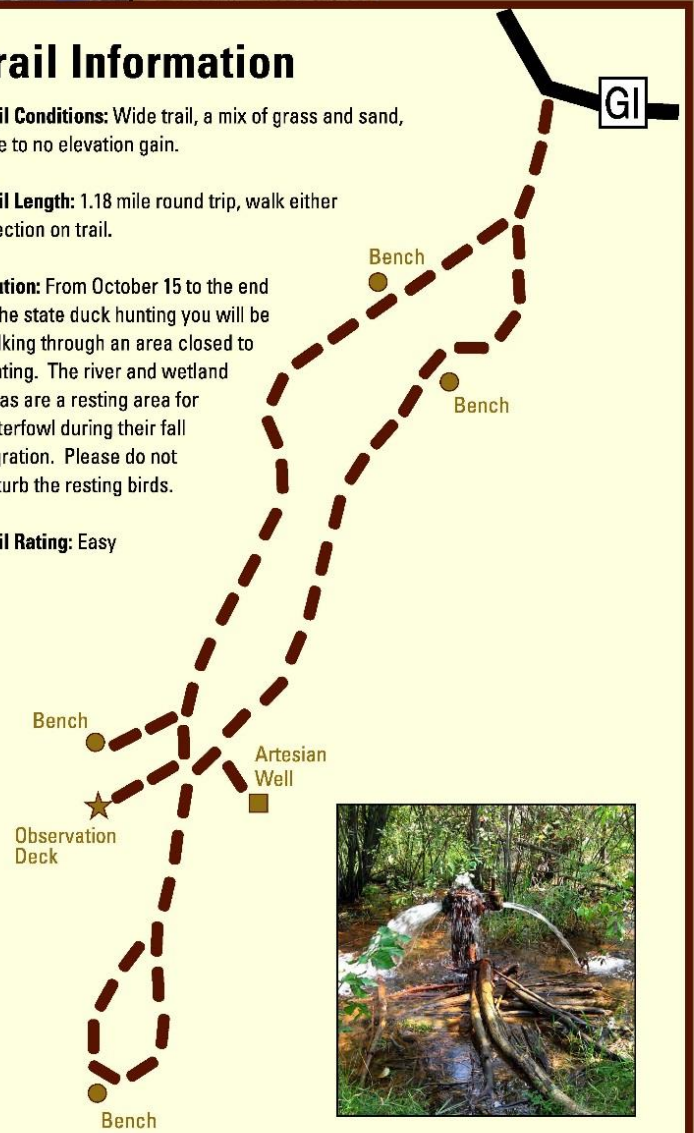 rail Information
il Conditions: Wide trail, a mix of grass and sand,
e to no elevation gain.
il Length: 1.18 mile round trip, walk either
ection on trail.
ution: From October 15 to the end
he state duck hunting you will be
lking through an area closed to
nting. The river and wetland
as are a resting area for
terfowl during their fall
gration. Please do not
turb the resting birds.
il Rating: Easy
GI
Bench
Bench
Bench
Artesian
Well
Observation
Deck
Bench